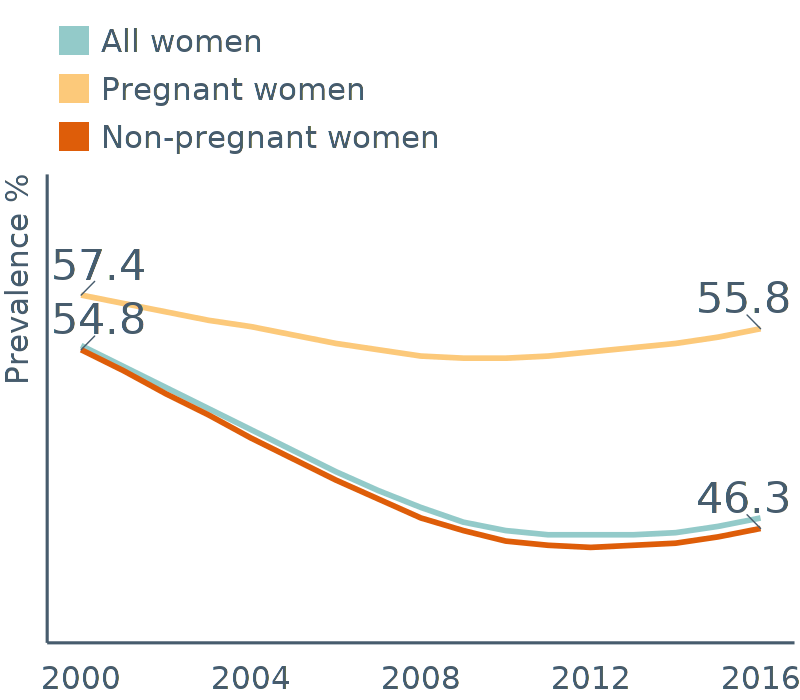 All women
Pregnant women
Non-pregnant women
Prevalence %
57.4
54.8
55.8
46.3
2000 2004 2008 2012 2016